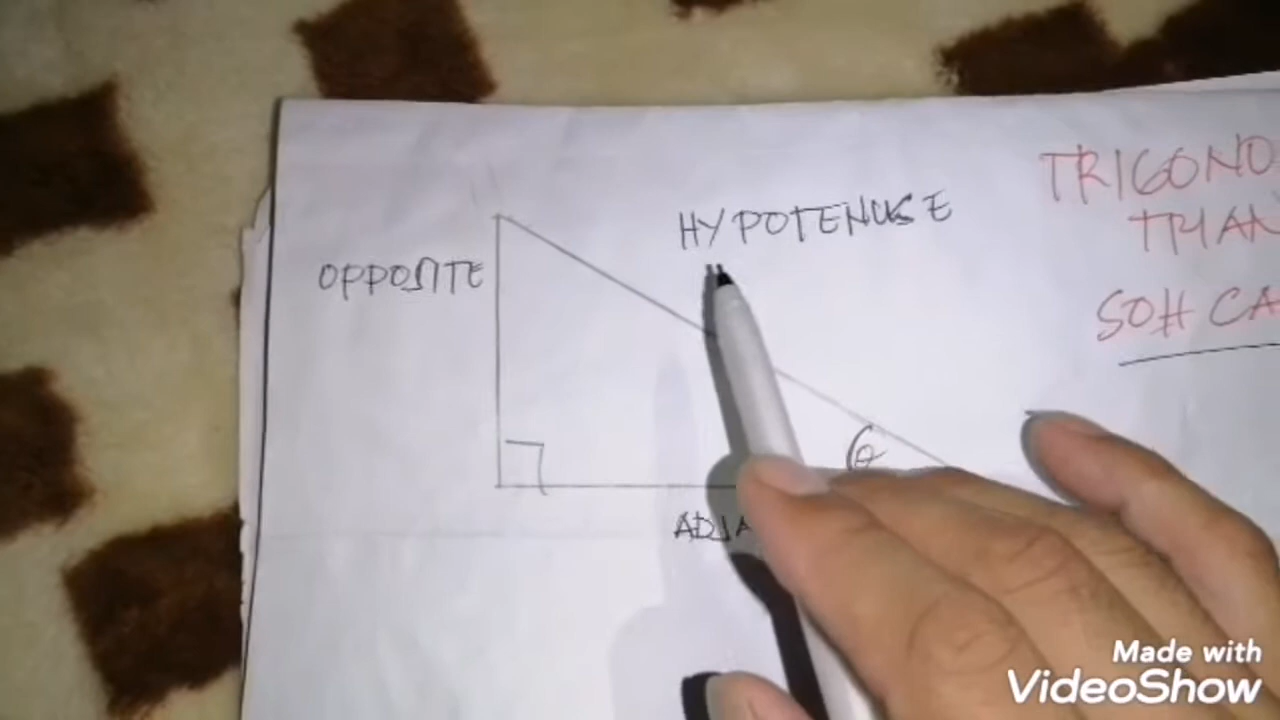 TRIGONO
HYPOTENUSE
TRIAN
OPPOSITE
SOH CA
θ
ADJA
Made with
VideoShow